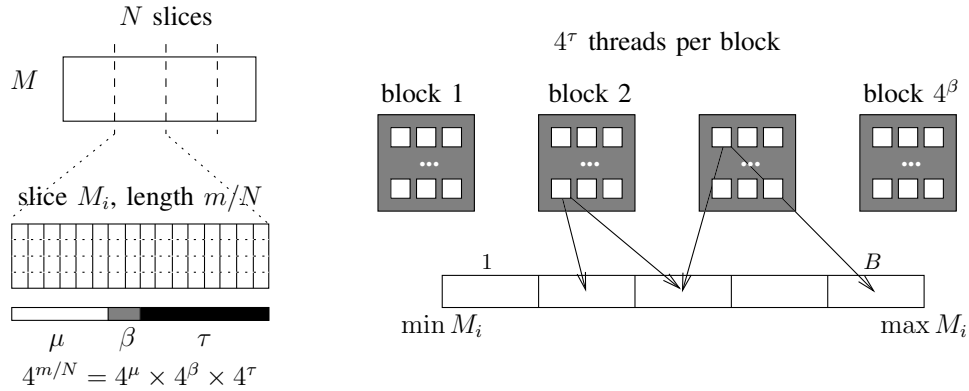 N slices
M
slice M_i, length m/N
μ β τ
4^{m/N} = 4^μ × 4^β × 4^τ
4^τ threads per block
block 1 block 2 block 4^β
1 B
min M_i max M_i